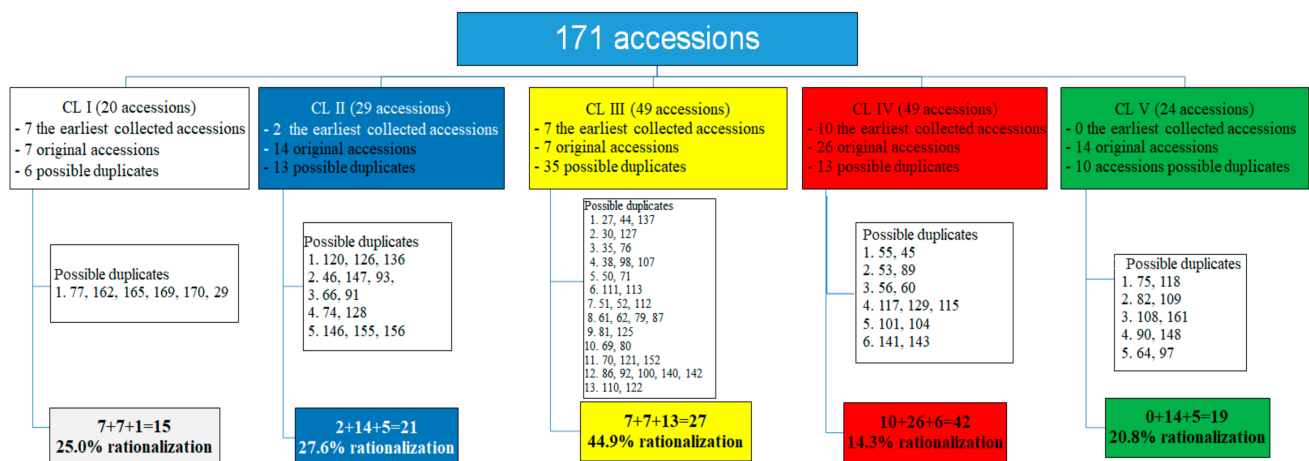 171 accessions
CL I (20 accessions)
- 7 the earliest collected accessions
- 7 original accessions
- 6 possible duplicates
CL II (29 accessions)
- 2 the earliest collected accessions
- 14 original accessions
- 13 possible duplicates
CL III (49 accessions)
- 7 the earliest collected accessions
- 7 original accessions
- 35 possible duplicates
CL IV (49 accessions)
- 10 the earliest collected accessions
- 26 original accessions
- 13 possible duplicates
CL V (24 accessions)
- 0 the earliest collected accessions
- 14 original accessions
- 10 accessions possible duplicates
Possible duplicates
1. 77, 162, 165, 169, 170, 29
Possible duplicates
1. 120, 126, 136
2. 46, 147, 93,
3. 66, 91
4. 74, 128
5. 146, 155, 156
Possible duplicates
1. 27, 44, 137
2. 30, 127
3. 35, 76
4. 38, 98, 107
5. 50, 71
6. 111, 113
7. 51, 52, 112
8. 61, 62, 79, 87
9. 81, 125
10. 69, 80
11. 70, 121, 152
12. 86, 92, 100, 140, 142
13. 110, 122
Possible duplicates
1. 55, 45
2. 53, 89
3. 56, 60
4. 117, 129, 115
5. 101, 104
6. 141, 143
Possible duplicates
1. 75, 118
2. 82, 109
3. 108, 161
4. 90, 148
5. 64, 97
7+7+1=15
25.0% rationalization
2+14+5=21
27.6% rationalization
7+7+13=27
44.9% rationalization
10+26+6=42
14.3% rationalization
0+14+5=19
20.8% rationalization